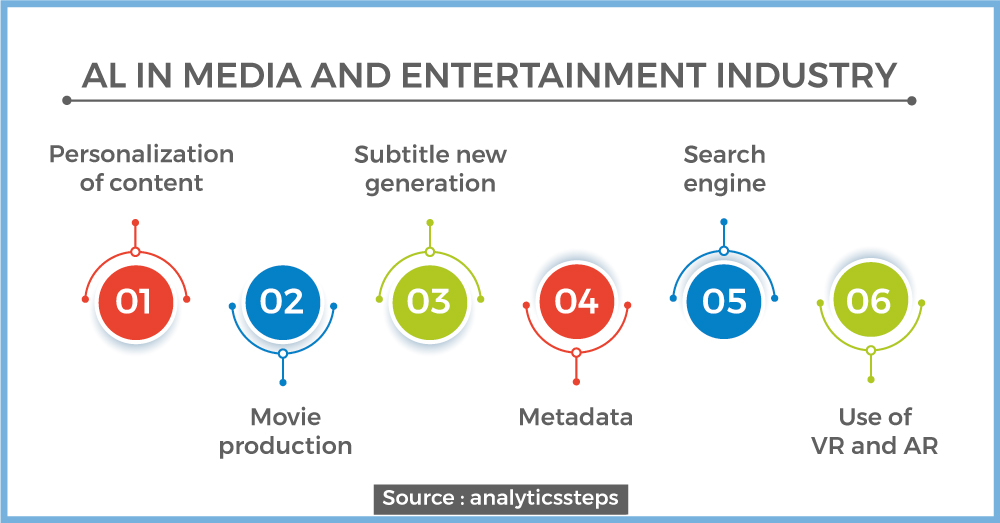 AL IN MEDIA AND ENTERTAINMENT INDUSTRY
Personalization
of content
01
02
Movie
production
Subtitle new
generation
03
04
Metadata
Search
engine
05
06
Use of
VR and AR
Source : analyticssteps